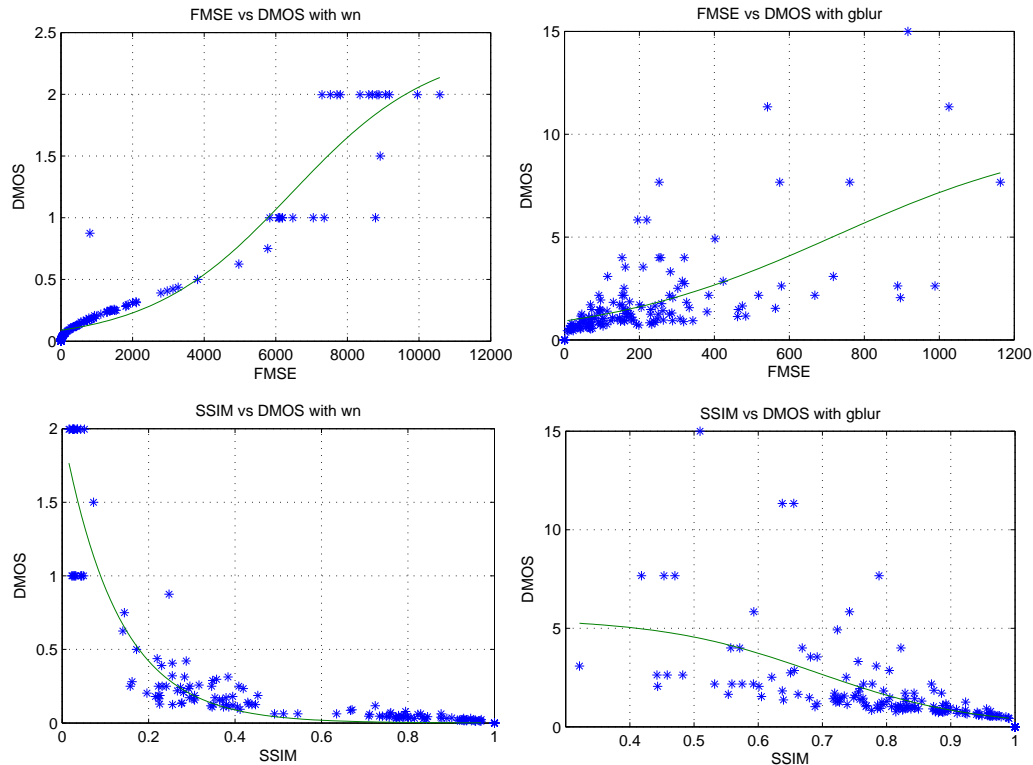 FMSE vs DMOS with wn
2.5
2
1.5
1
0.5
0
DMOS
0 2000 4000 6000 8000 10000 12000
FMSE
FMSE vs DMOS with gblur
15
10
5
0
DMOS
0 200 400 600 800 1000 1200
FMSE
SSIM vs DMOS with wn
2
1.5
1
0.5
0
DMOS
0 0.2 0.4 0.6 0.8 1
SSIM
SSIM vs DMOS with gblur
15
10
5
0
DMOS
0.4 0.5 0.6 0.7 0.8 0.9 1
SSIM